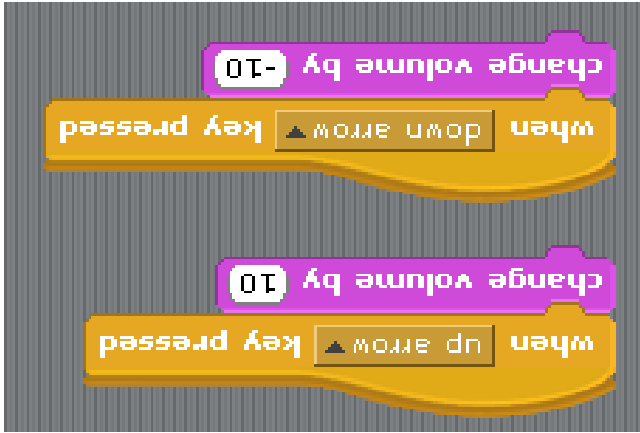 when up arrow key pressed
change volume by 10
when down arrow key pressed
change volume by -10